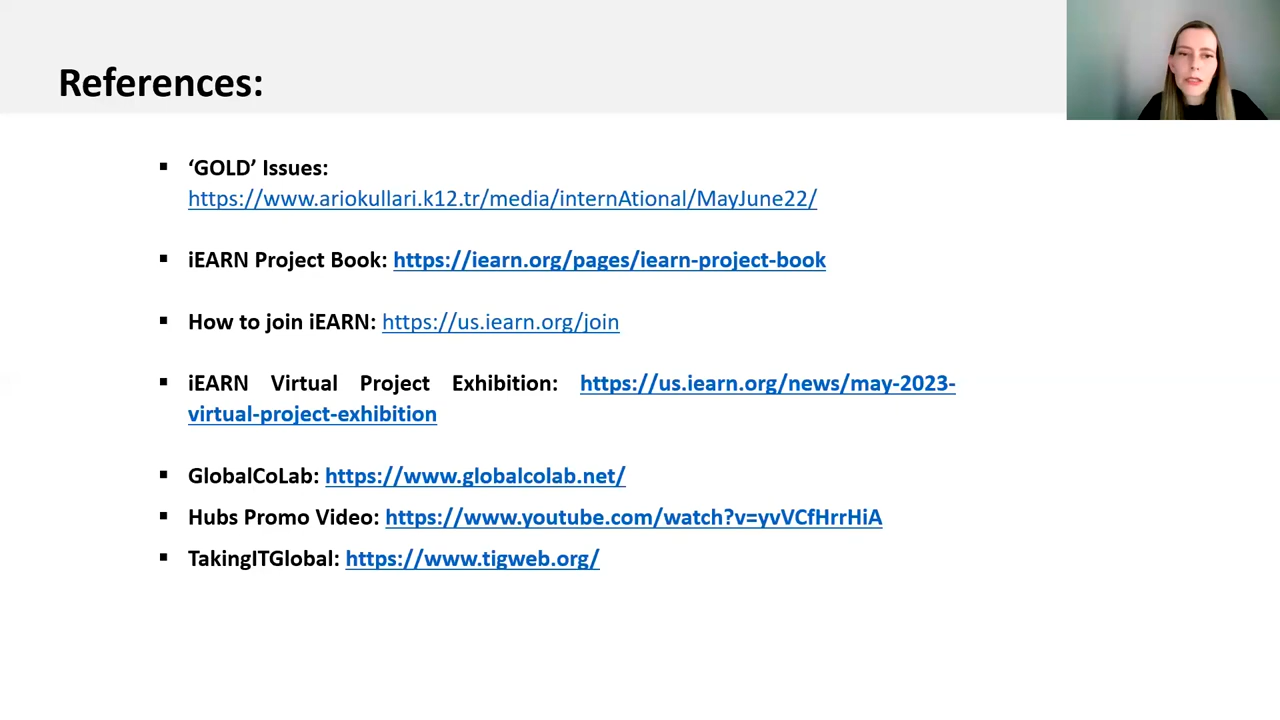 References:
‘GOLD’ Issues:
https://www.ariokullari.k12.tr/media/internAtional/MayJune22/
iEARN Project Book: https://iearn.org/pages/iearn-project-book
How to join iEARN: https://us.iearn.org/join
iEARN Virtual Project Exhibition: https://us.iearn.org/news/may-2023-
virtual-project-exhibition
GlobalCoLab: https://www.globalcolab.net/
Hubs Promo Video: https://www.youtube.com/watch?v=yvVCfHrrHiA
TakingITGlobal: https://www.tigweb.org/